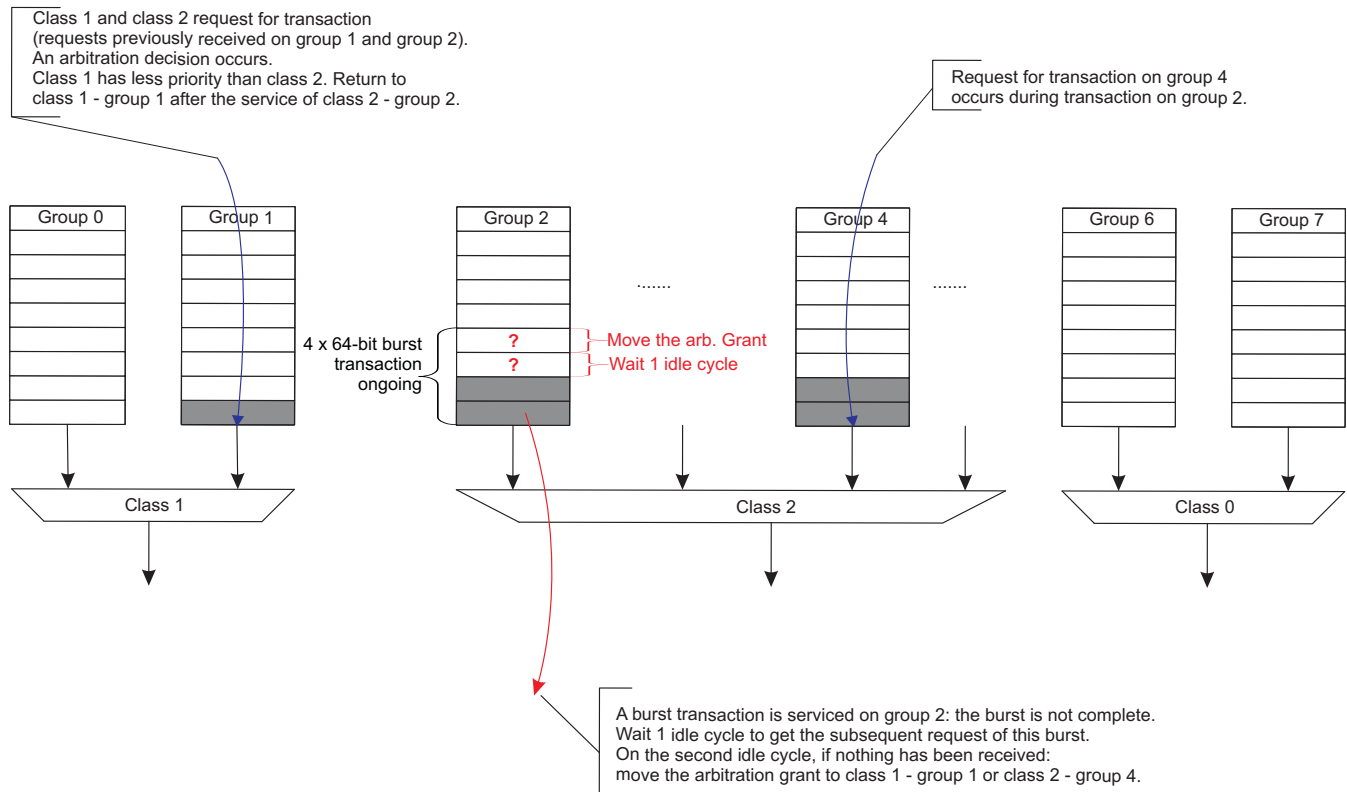 Class 1 and class 2 request for transaction
(requests previously received on group 1 and group 2).
An arbitration decision occurs.
Class 1 has less priority than class 2. Return to
class 1 - group 1 after the service of class 2 - group 2.
Request for transaction on group 4
occurs during transaction on group 2.
Group 0
Group 1
Group 2
Group 4
Group 6
Group 7
.......
.......
4 x 64-bit burst
transaction
ongoing
?
Move the arb. Grant
?
Wait 1 idle cycle
Class 1
Class 2
Class 0
A burst transaction is serviced on group 2: the burst is not complete.
Wait 1 idle cycle to get the subsequent request of this burst.
On the second idle cycle, if nothing has been received:
move the arbitration grant to class 1 - group 1 or class 2 - group 4.